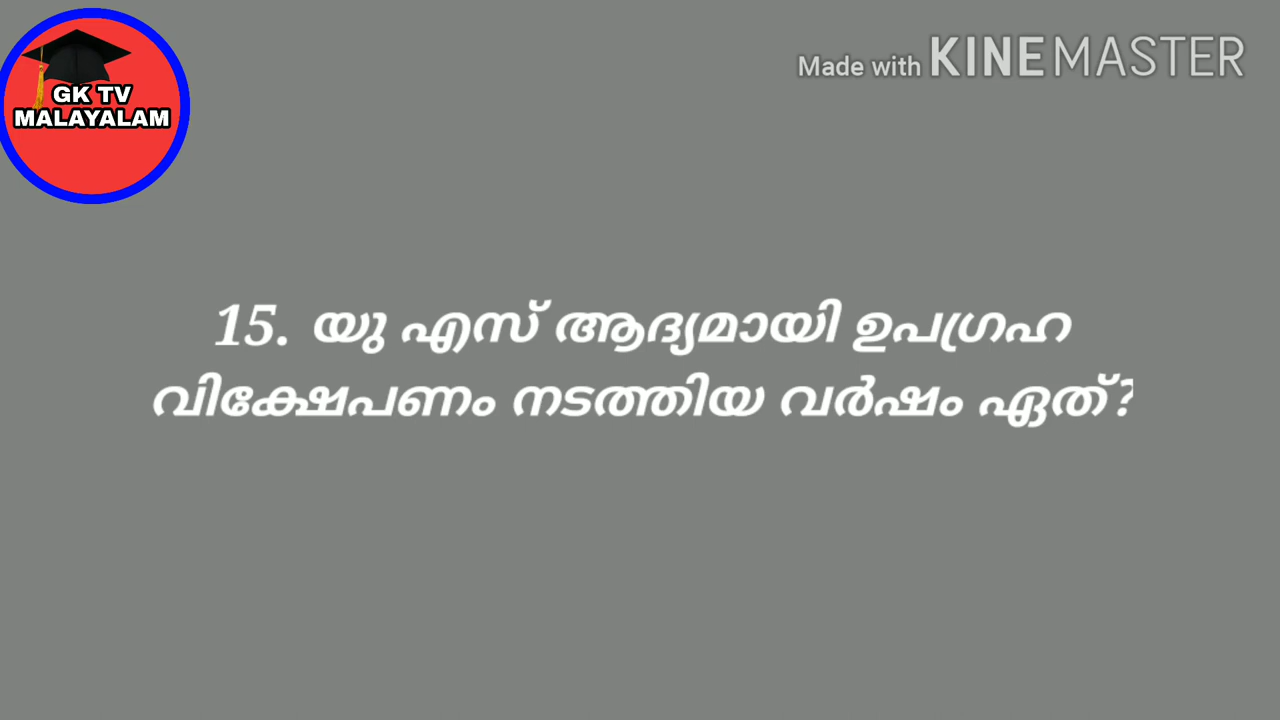 GK TV
MALAYALAM
Made with KINEMASTER
15. യു എസ് ആദ്യമായി ഉപഗ്രഹ
വിക്ഷേപണം നടത്തിയ വർഷം ഏത്?